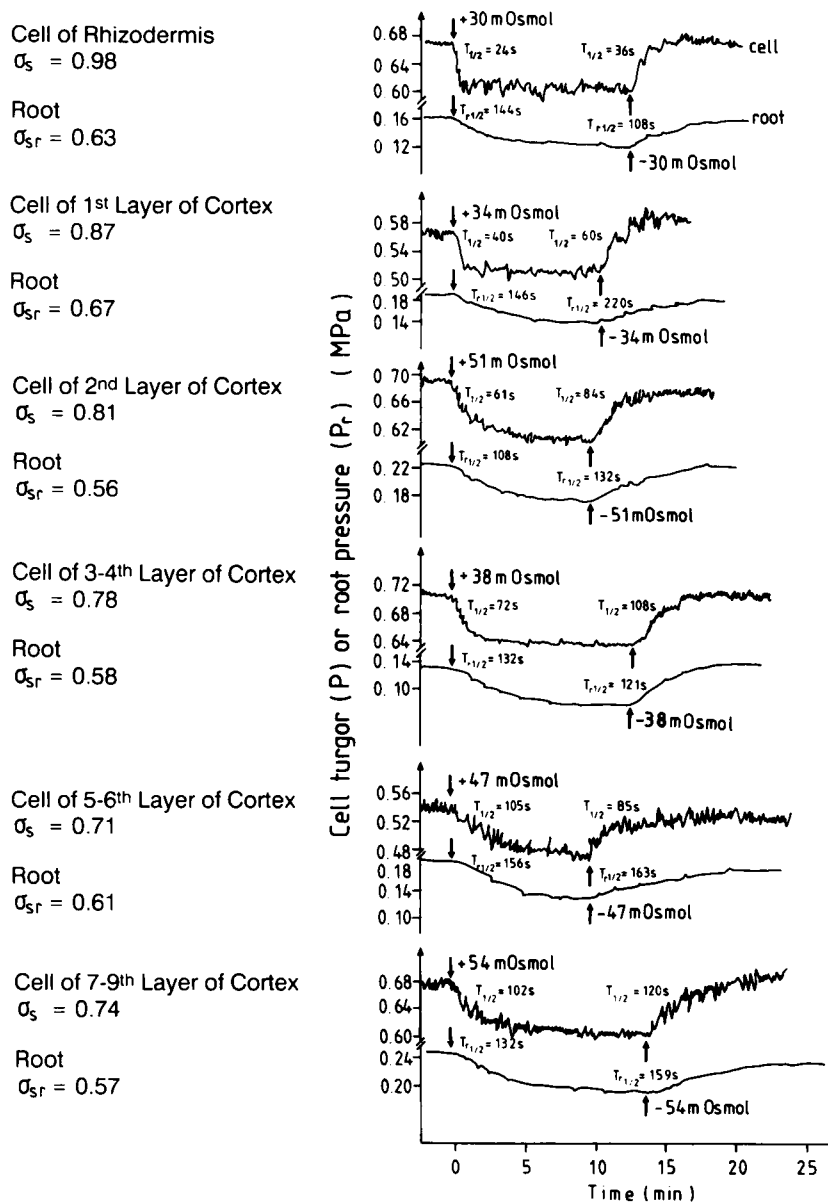 Cell of Rhizodermis
σs = 0.98
Root
σsr = 0.63
+30 mOsmol
0.68
0.64
0.60
T1/2 = 24s
T1/2 = 36s
cell
0.16
0.12
Tr1/2 = 144s
Tr1/2 = 108s
root
-30 mOsmol
Cell of 1st Layer of Cortex
σs = 0.87
Root
σsr = 0.67
+34 mOsmol
0.58
0.54
0.50
T1/2 = 40s
T1/2 = 60s
0.18
0.14
Tr1/2 = 146s
Tr1/2 = 220s
-34 mOsmol
Cell of 2nd Layer of Cortex
σs = 0.81
Root
σsr = 0.56
+51 mOsmol
0.70
0.66
0.62
T1/2 = 61s
T1/2 = 84s
0.22
0.18
Tr1/2 = 108s
Tr1/2 = 132s
-51 mOsmol
Cell of 3-4th Layer of Cortex
σs = 0.78
Root
σsr = 0.58
+38 mOsmol
0.72
0.68
0.64
T1/2 = 72s
T1/2 = 108s
0.14
0.10
Tr1/2 = 132s
Tr1/2 = 121s
-38 mOsmol
Cell of 5-6th Layer of Cortex
σs = 0.71
Root
σsr = 0.61
+47 mOsmol
0.56
0.52
0.48
T1/2 = 105s
T1/2 = 85s
0.18
0.14
0.10
Tr1/2 = 156s
Tr1/2 = 163s
-47 mOsmol
Cell of 7-9th Layer of Cortex
σs = 0.74
Root
σsr = 0.57
+54 mOsmol
0.68
0.64
0.60
T1/2 = 102s
T1/2 = 120s
0.24
0.20
Tr1/2 = 132s
Tr1/2 = 159s
-54 mOsmol
0 5 10 15 20 25
Time (min)
Cell turgor (P) or root pressure (Pr) (MPa)